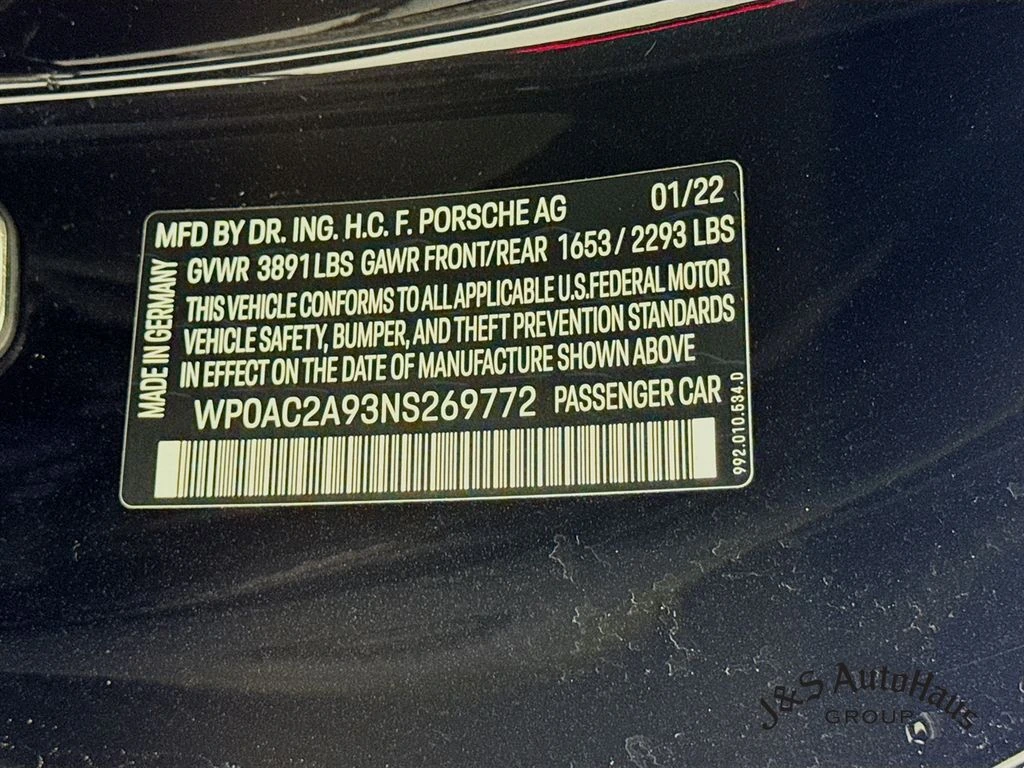 MFD BY DR. ING. H.C. F. PORSCHE AG 01/22
GVWR 3891 LBS GAWR FRONT/REAR 1653 / 2293 LBS
THIS VEHICLE CONFORMS TO ALL APPLICABLE U.S.FEDERAL MOTOR
VEHICLE SAFETY, BUMPER, AND THEFT PREVENTION STANDARDS
IN EFFECT ON THE DATE OF MANUFACTURE SHOWN ABOVE
WP0AC2A93NS269772 PASSENGER CAR
MADE IN GERMANY
992.010.534.D
J&S AutoHaus
GROUP